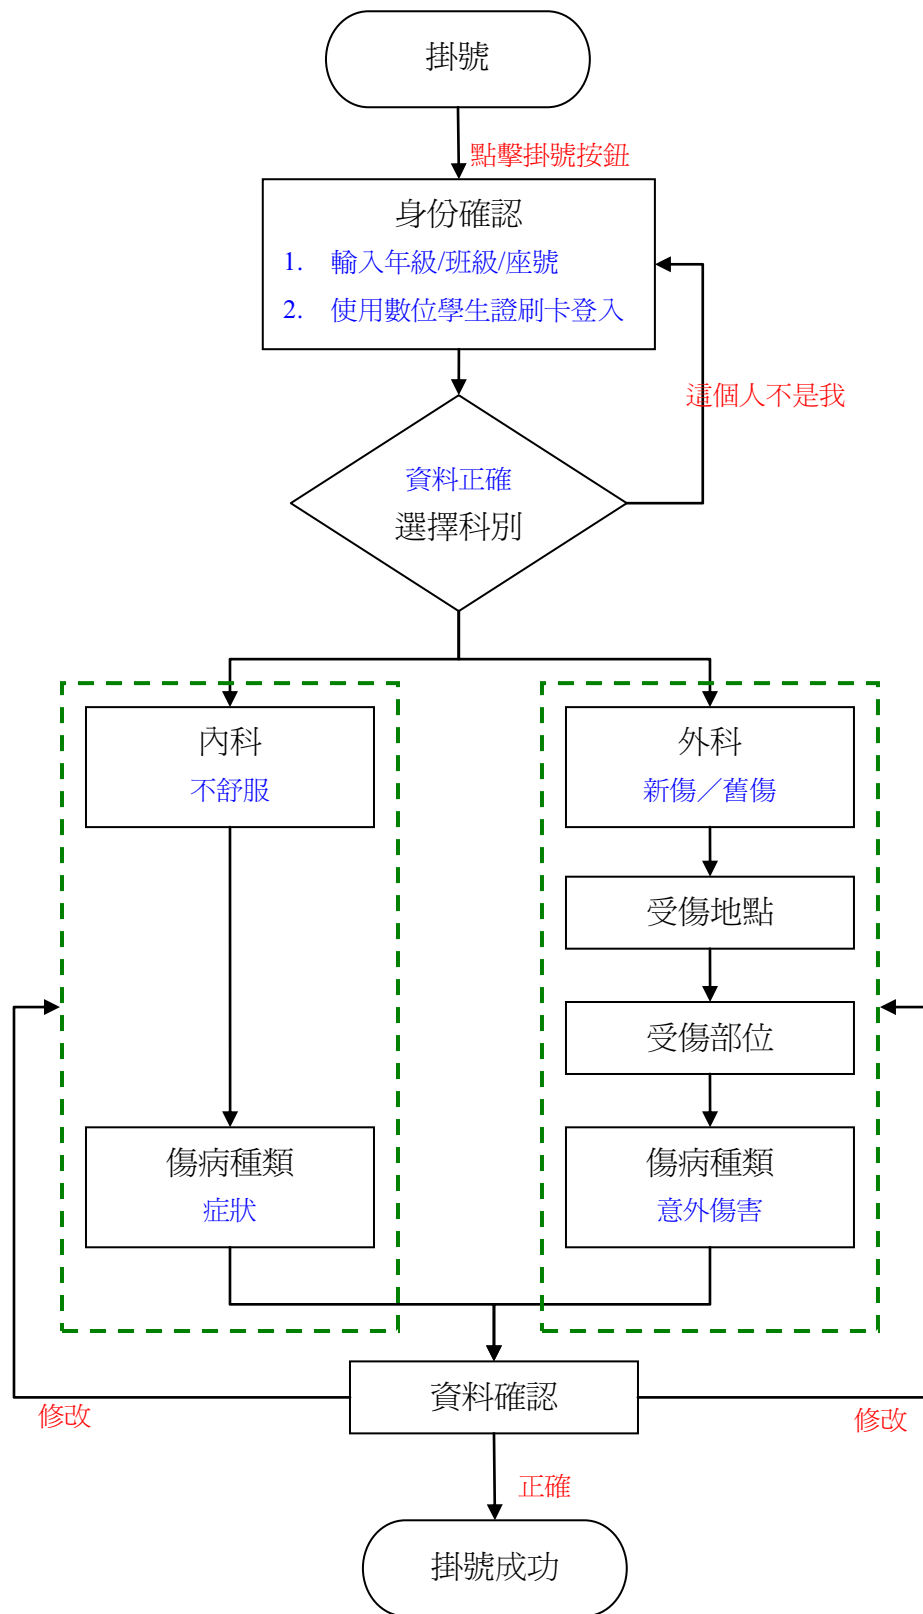 掛號
點擊掛號按鈕
身份確認
1. 輸入年級/班級/座號
2. 使用數位學生證刷卡登入
這個人不是我
資料正確
選擇科別
內科
不舒服
外科
新傷／舊傷
受傷地點
受傷部位
傷病種類
症狀
傷病種類
意外傷害
資料確認
修改
修改
正確
掛號成功